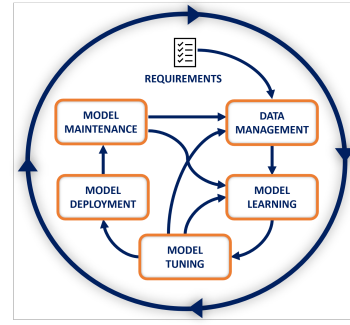 REQUIREMENTS
MODEL
MAINTENANCE
DATA
MANAGEMENT
MODEL
DEPLOYMENT
MODEL
LEARNING
MODEL
TUNING